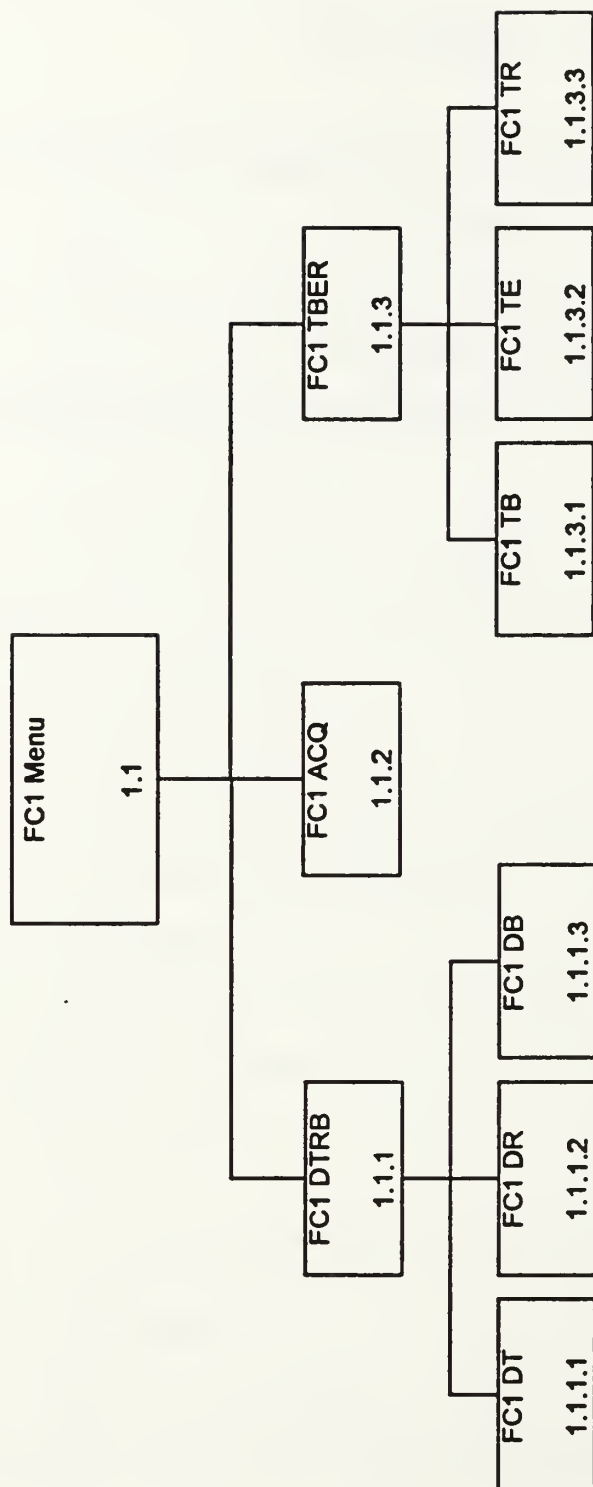 FC1 Menu
1.1
FC1 DTRB
1.1.1
FC1 ACQ
1.1.2
FC1 TBER
1.1.3
FC1 DT
1.1.1.1
FC1 DR
1.1.1.2
FC1 DB
1.1.1.3
FC1 TB
1.1.3.1
FC1 TE
1.1.3.2
FC1 TR
1.1.3.3